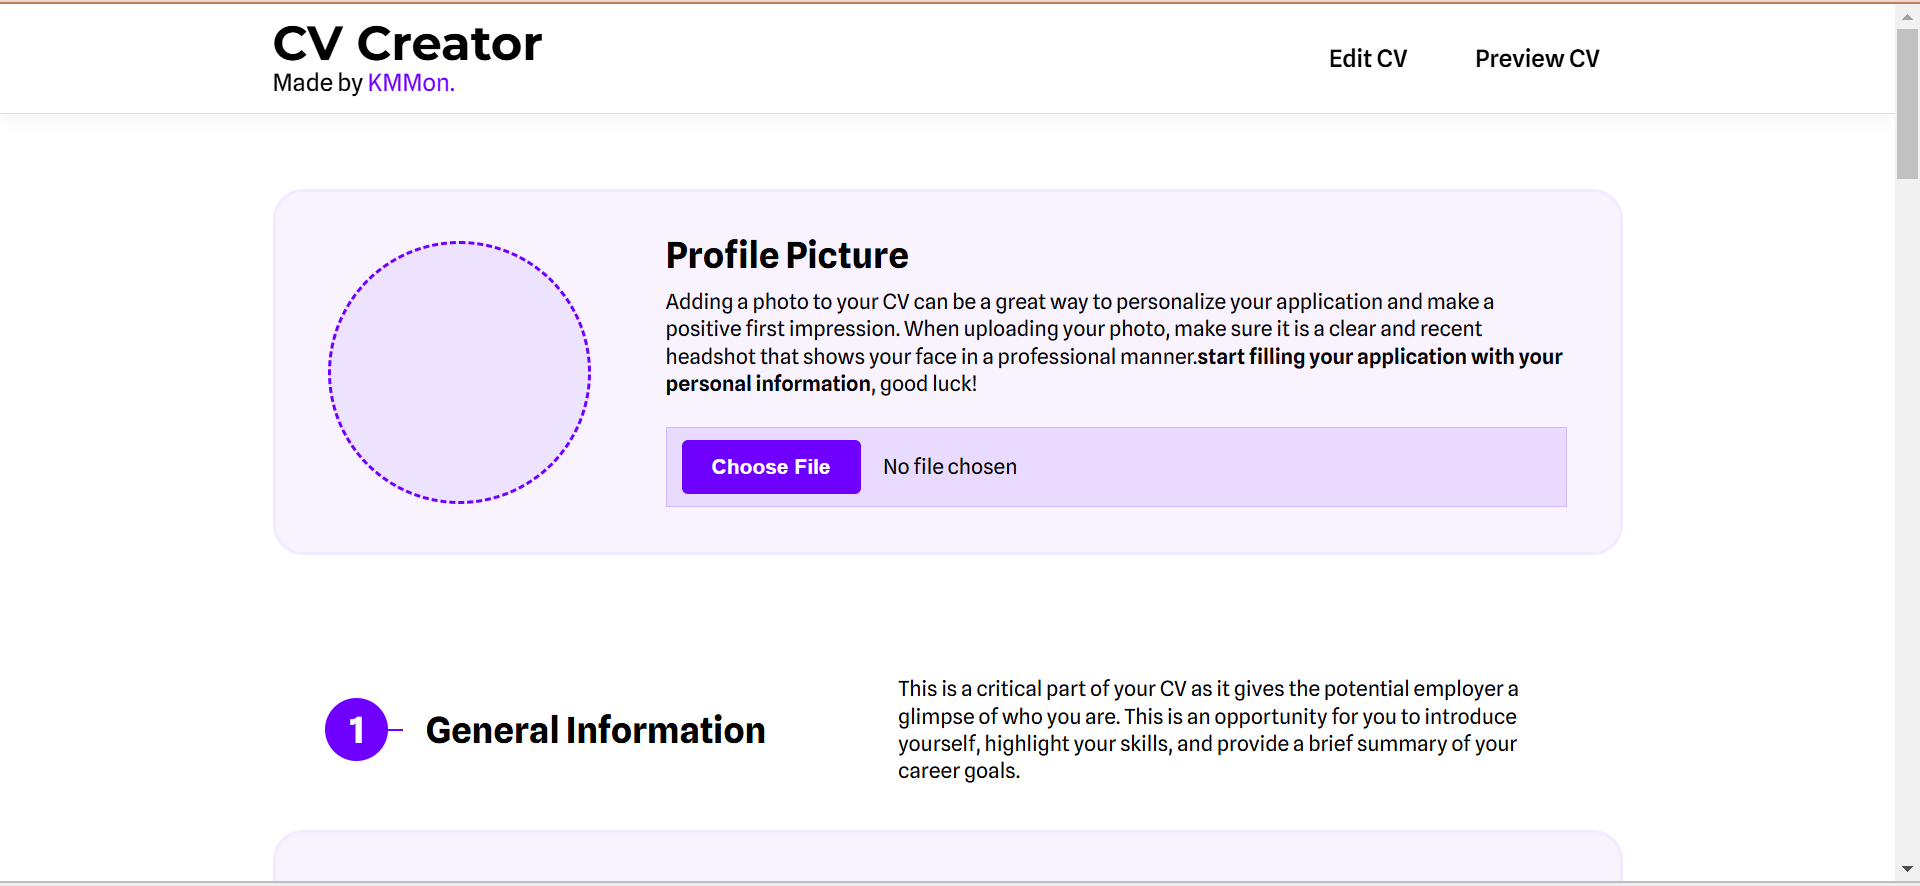 CV Creator
Made by KMMon.
Edit CV
Preview CV
Profile Picture
Adding a photo to your CV can be a great way to personalize your application and make a
positive first impression. When uploading your photo, make sure it is a clear and recent
headshot that shows your face in a professional manner.start filling your application with your
personal information, good luck!
Choose File
No file chosen
1
General Information
This is a critical part of your CV as it gives the potential employer a
glimpse of who you are. This is an opportunity for you to introduce
yourself, highlight your skills, and provide a brief summary of your
career goals.